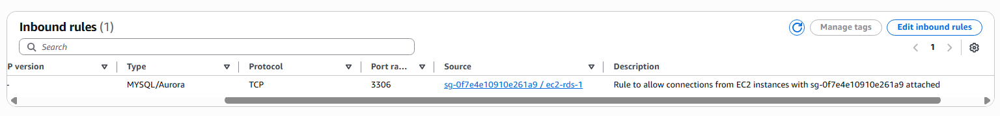 Inbound rules (1)
Manage tags
Edit inbound rules
Search
1
P version Type Protocol Port ra... Source Description
- MYSQL/Aurora TCP 3306 sg-0f7e4e10910e261a9 / ec2-rds-1 Rule to allow connections from EC2 instances with sg-0f7e4e10910e261a9 attached